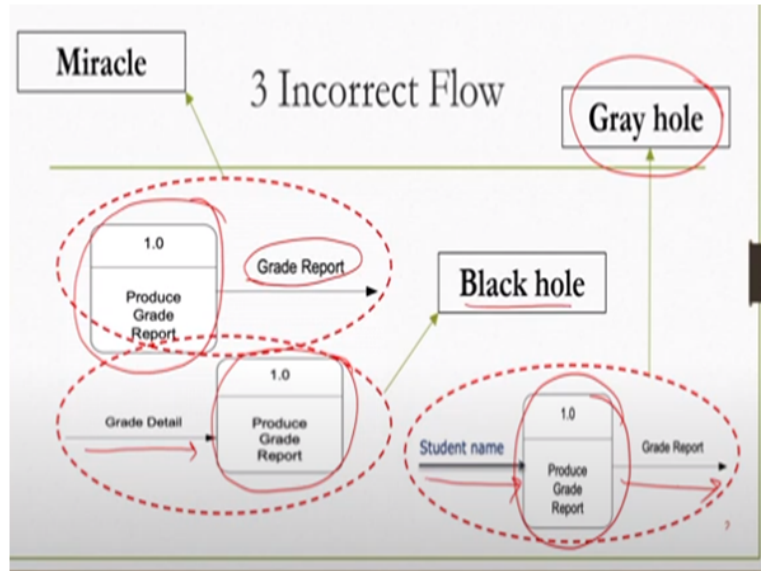 Miracle
3 Incorrect Flow
Gray hole
1.0
Grade Report
Produce
Grade
Report
Black hole
1.0
Grade Detail
Produce
Grade
Report
1.0
Student name
Grade Report
Produce
Grade
Report
7